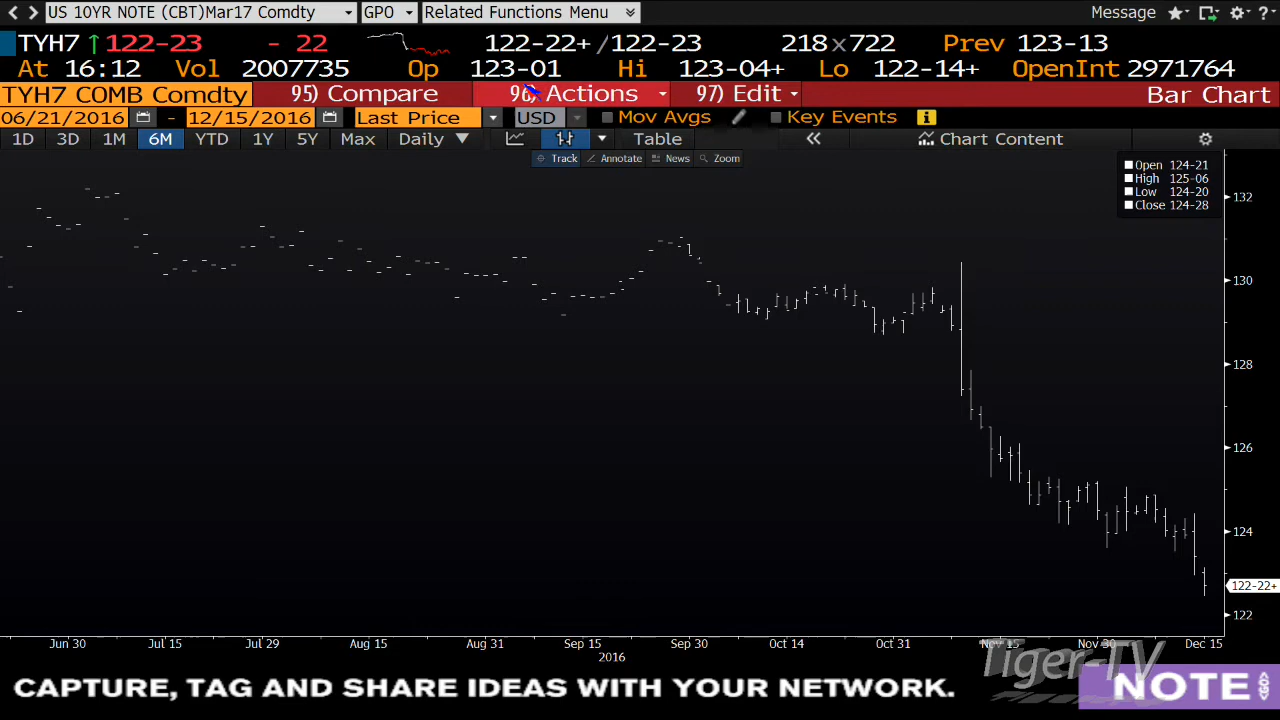 US 10YR NOTE (CBT)Mar17 Comdty GPO Related Functions Menu Message
TYH7 ↑122-23 - 22 122-22+ /122-23 218 x 722 Prev 123-13
At 16:12 Vol 2007735 Op 123-01 Hi 123-04+ Lo 122-14+ OpenInt 2971764
TYH7 COMB Comdty 95) Compare 96) Actions 97) Edit Bar Chart
06/21/2016 - 12/15/2016 Last Price USD Mov Avgs Key Events
1D 3D 1M 6M YTD 1Y 5Y Max Daily ▼ Table « Chart Content
Track Annotate News Zoom
Open 124-21
High 125-06
Low 124-20
Close 124-28
132
130
128
126
124
122-22+
122
Jun 30 Jul 15 Jul 29 Aug 15 Aug 31 Sep 15 Sep 30 Oct 14 Oct 31 Nov 15 Nov 30 Dec 15
2016
Tiger-TV
CAPTURE, TAG AND SHARE IDEAS WITH YOUR NETWORK. NOTE